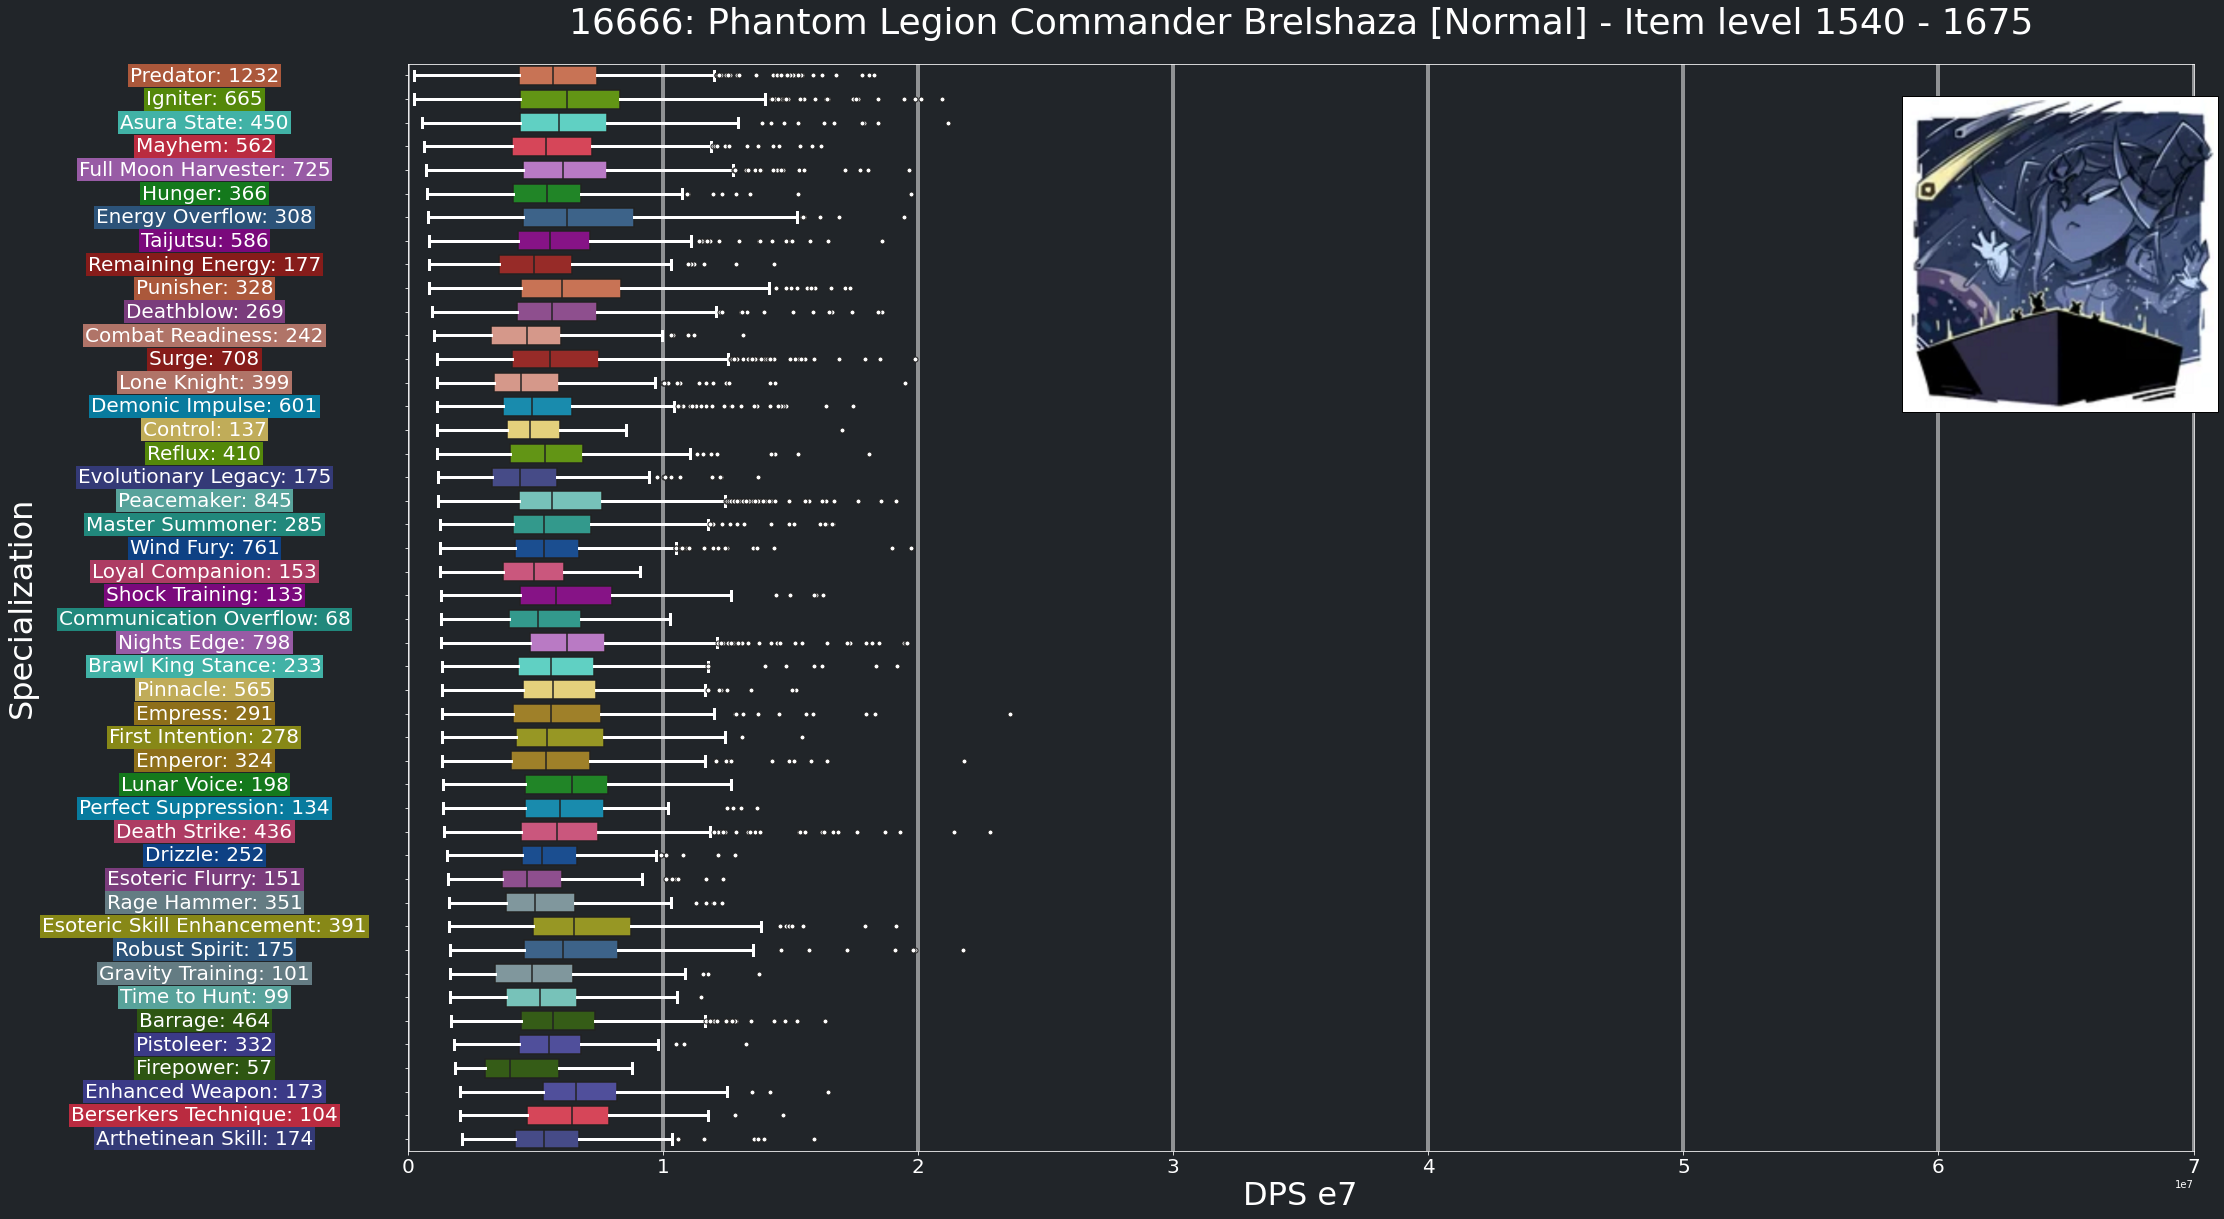 16666: Phantom Legion Commander Brelshaza [Normal] - Item level 1540 - 1675
Specialization
Predator: 1232
Igniter: 665
Asura State: 450
Mayhem: 562
Full Moon Harvester: 725
Hunger: 366
Energy Overflow: 308
Taijutsu: 586
Remaining Energy: 177
Punisher: 328
Deathblow: 269
Combat Readiness: 242
Surge: 708
Lone Knight: 399
Demonic Impulse: 601
Control: 137
Reflux: 410
Evolutionary Legacy: 175
Peacemaker: 845
Master Summoner: 285
Wind Fury: 761
Loyal Companion: 153
Shock Training: 133
Communication Overflow: 68
Nights Edge: 798
Brawl King Stance: 233
Pinnacle: 565
Empress: 291
First Intention: 278
Emperor: 324
Lunar Voice: 198
Perfect Suppression: 134
Death Strike: 436
Drizzle: 252
Esoteric Flurry: 151
Rage Hammer: 351
Esoteric Skill Enhancement: 391
Robust Spirit: 175
Gravity Training: 101
Time to Hunt: 99
Barrage: 464
Pistoleer: 332
Firepower: 57
Enhanced Weapon: 173
Berserkers Technique: 104
Arthetinean Skill: 174
0 1 2 3 4 5 6 7
1e7
DPS e7